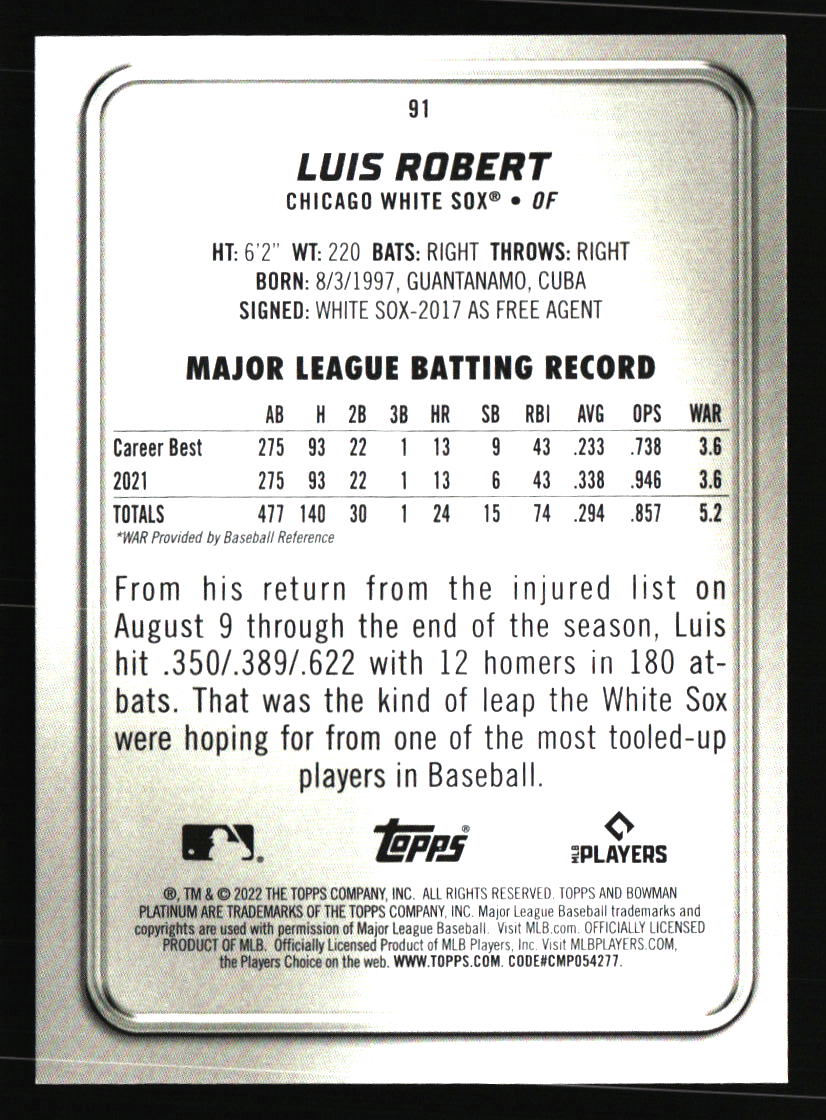 91
LUIS ROBERT
CHICAGO WHITE SOX® • OF
HT: 6'2" WT: 220 BATS: RIGHT THROWS: RIGHT
BORN: 8/3/1997, GUANTANAMO, CUBA
SIGNED: WHITE SOX-2017 AS FREE AGENT
MAJOR LEAGUE BATTING RECORD
AB H 2B 3B HR SB RBI AVG OPS WAR
Career Best 275 93 22 1 13 9 43 .233 .738 3.6
2021 275 93 22 1 13 6 43 .338 .946 3.6
TOTALS 477 140 30 1 24 15 74 .294 .857 5.2
*WAR Provided by Baseball Reference
From his return from the injured list on
August 9 through the end of the season, Luis
hit .350/.389/.622 with 12 homers in 180 at-
bats. That was the kind of leap the White Sox
were hoping for from one of the most tooled-up
players in Baseball.
® Topps® MLB PLAYERS
®, TM & © 2022 THE TOPPS COMPANY, INC. ALL RIGHTS RESERVED. TOPPS AND BOWMAN
PLATINUM ARE TRADEMARKS OF THE TOPPS COMPANY, INC. Major League Baseball trademarks and
copyrights are used with permission of Major League Baseball. Visit MLB.com. OFFICIALLY LICENSED
PRODUCT OF MLB. Officially Licensed Product of MLB Players, Inc. Visit MLBPLAYERS.COM,
the Players Choice on the web. WWW.TOPPS.COM. CODE#CMP054277.